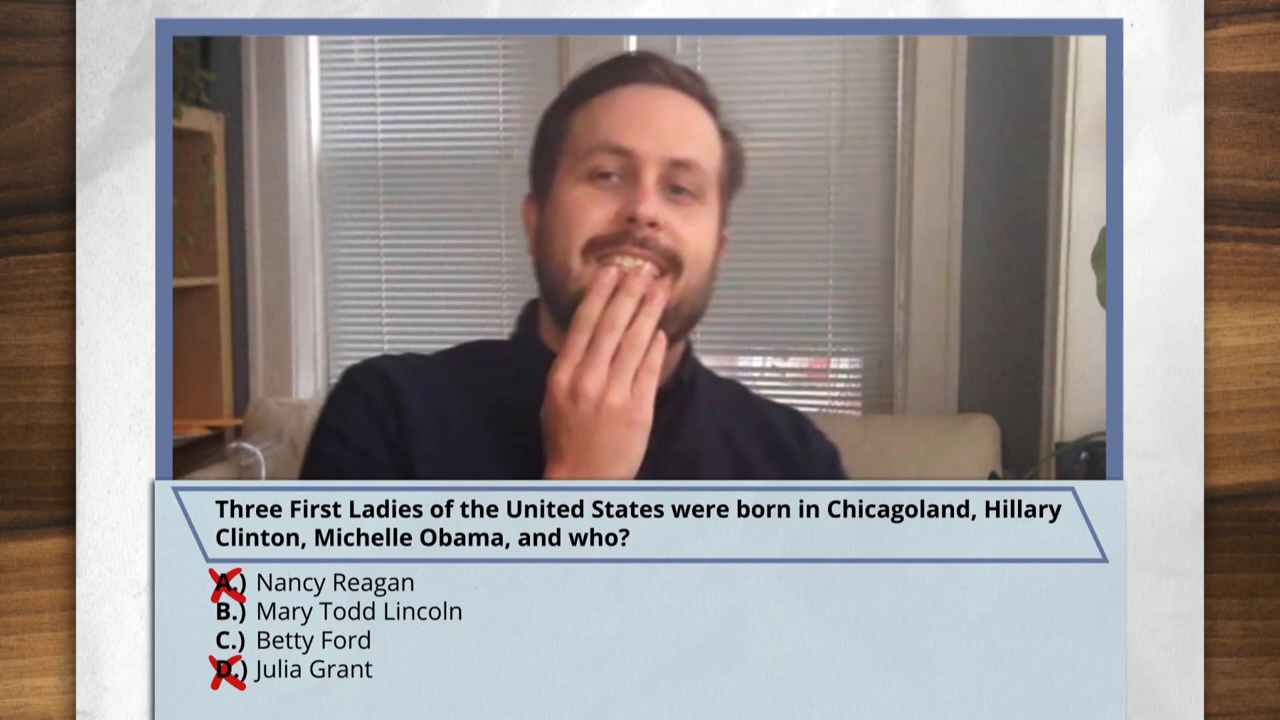 Three First Ladies of the United States were born in Chicagoland, Hillary
Clinton, Michelle Obama, and who?
A.) Nancy Reagan
B.) Mary Todd Lincoln
C.) Betty Ford
D.) Julia Grant